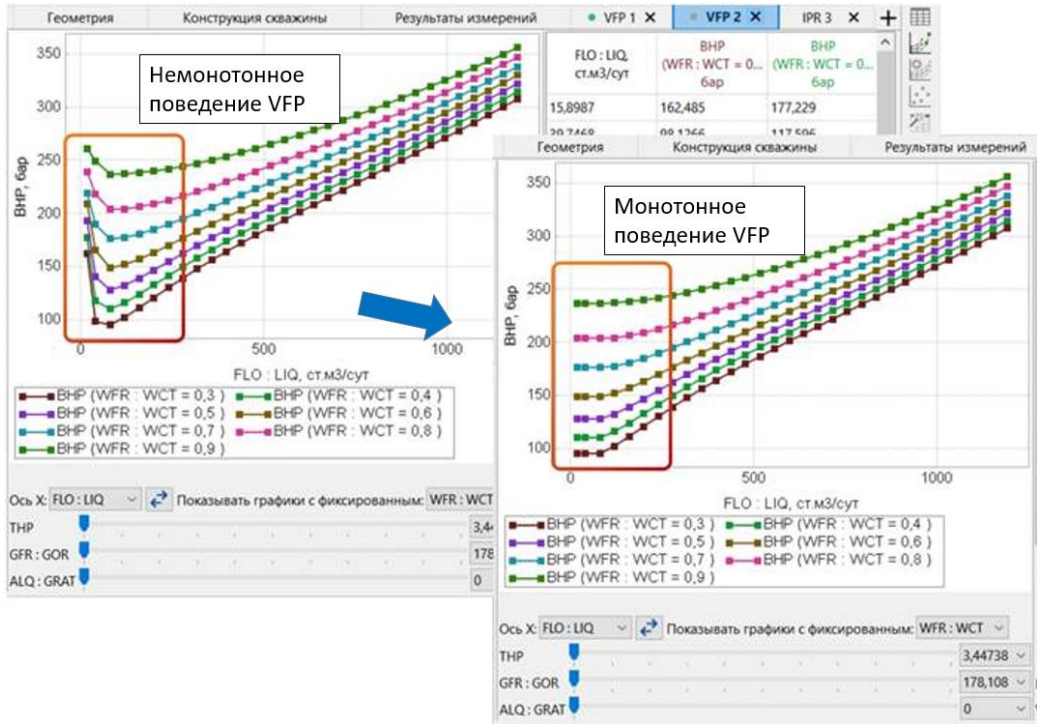 Геометрия Конструкция скважины Результаты измерений VFP 1 VFP 2 IPR 3
350
300
250
200
150
100
BHP, бар
Немонотонное
поведение VFP
0 500 1000
FLO : LIQ, ст.м3/сут
BHP (WFR : WCT = 0,3 ) BHP (WFR : WCT = 0,4 )
BHP (WFR : WCT = 0,5 ) BHP (WFR : WCT = 0,6 )
BHP (WFR : WCT = 0,7 ) BHP (WFR : WCT = 0,8 )
BHP (WFR : WCT = 0,9 )
Ось X: FLO : LIQ Показывать графики с фиксированным: WFR : WCT
THP 3,44
GFR : GOR 178
ALQ : GRAT 0
FLO : LIQ, BHP BHP
ст.м3/сут (WFR : WCT = 0... (WFR : WCT = 0...
бар бар
15,8987 162,485 177,229
39,7468 98,1266 117,596
Геометрия Конструкция скважины Результаты измерений
350
300
250
200
150
100
BHP, бар
Монотонное
поведение VFP
0 500 1000
FLO : LIQ, ст.м3/сут
BHP (WFR : WCT = 0,3 ) BHP (WFR : WCT = 0,4 )
BHP (WFR : WCT = 0,5 ) BHP (WFR : WCT = 0,6 )
BHP (WFR : WCT = 0,7 ) BHP (WFR : WCT = 0,8 )
BHP (WFR : WCT = 0,9 )
Ось X: FLO : LIQ Показывать графики с фиксированным: WFR : WCT
THP 3,44738
GFR : GOR 178,108
ALQ : GRAT 0